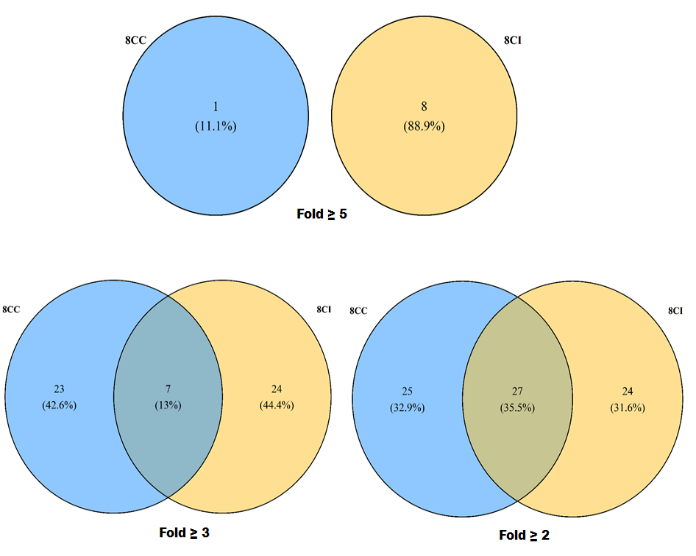 8CC
8CI
1
(11.1%)
8
(88.9%)
Fold ≥ 5
8CC
8CI
23
(42.6%)
7
(13%)
24
(44.4%)
Fold ≥ 3
8CC
8CI
25
(32.9%)
27
(35.5%)
24
(31.6%)
Fold ≥ 2